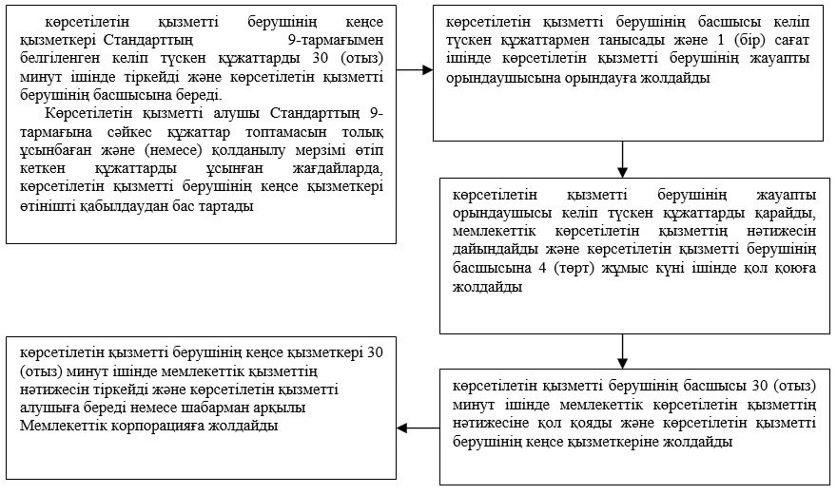 көрсетілетін қызметті берушінің кеңсе
қызметкері Стандарттың 9-тармағымен
белгіленген келіп түскен құжаттарды 30 (отыз)
минут ішінде тіркейді және көрсетілетін қызметті
берушінің басшысына береді.
Көрсетілетін қызметті алушы Стандарттың 9-
тармағына сәйкес құжаттар топтамасын толық
ұсынбаған және (немесе) қолданылу мерзімі өтіп
кеткен құжаттарды ұсынған жағдайларда,
көрсетілетін қызметті берушінің кеңсе қызметкері
өтінішті қабылдаудан бас тартады
көрсетілетін қызметті берушінің басшысы келіп
түскен құжаттармен танысады және 1 (бір) сағат
ішінде көрсетілетін қызметті берушінің жауапты
орындаушысына орындауға жолдайды
көрсетілетін қызметті берушінің жауапты
орындаушысы келіп түскен құжаттарды қарайды,
мемлекеттік көрсетілетін қызметтің нәтижесін
дайындайды және көрсетілетін қызметті берушінің
басшысына 4 (төрт) жұмыс күні ішінде қол қоюға
жолдайды
көрсетілетін қызметті берушінің басшысы 30 (отыз)
минут ішінде мемлекеттік көрсетілетін қызметтің
нәтижесіне қол қояды және көрсетілетін қызметті
берушінің кеңсе қызметкеріне жолдайды
көрсетілетін қызметті берушінің кеңсе қызметкері 30
(отыз) минут ішінде мемлекеттік қызметтің
нәтижесін тіркейді және көрсетілетін қызметті
алушыға береді немесе шабарман арқылы
Мемлекеттік корпорацияға жолдайды